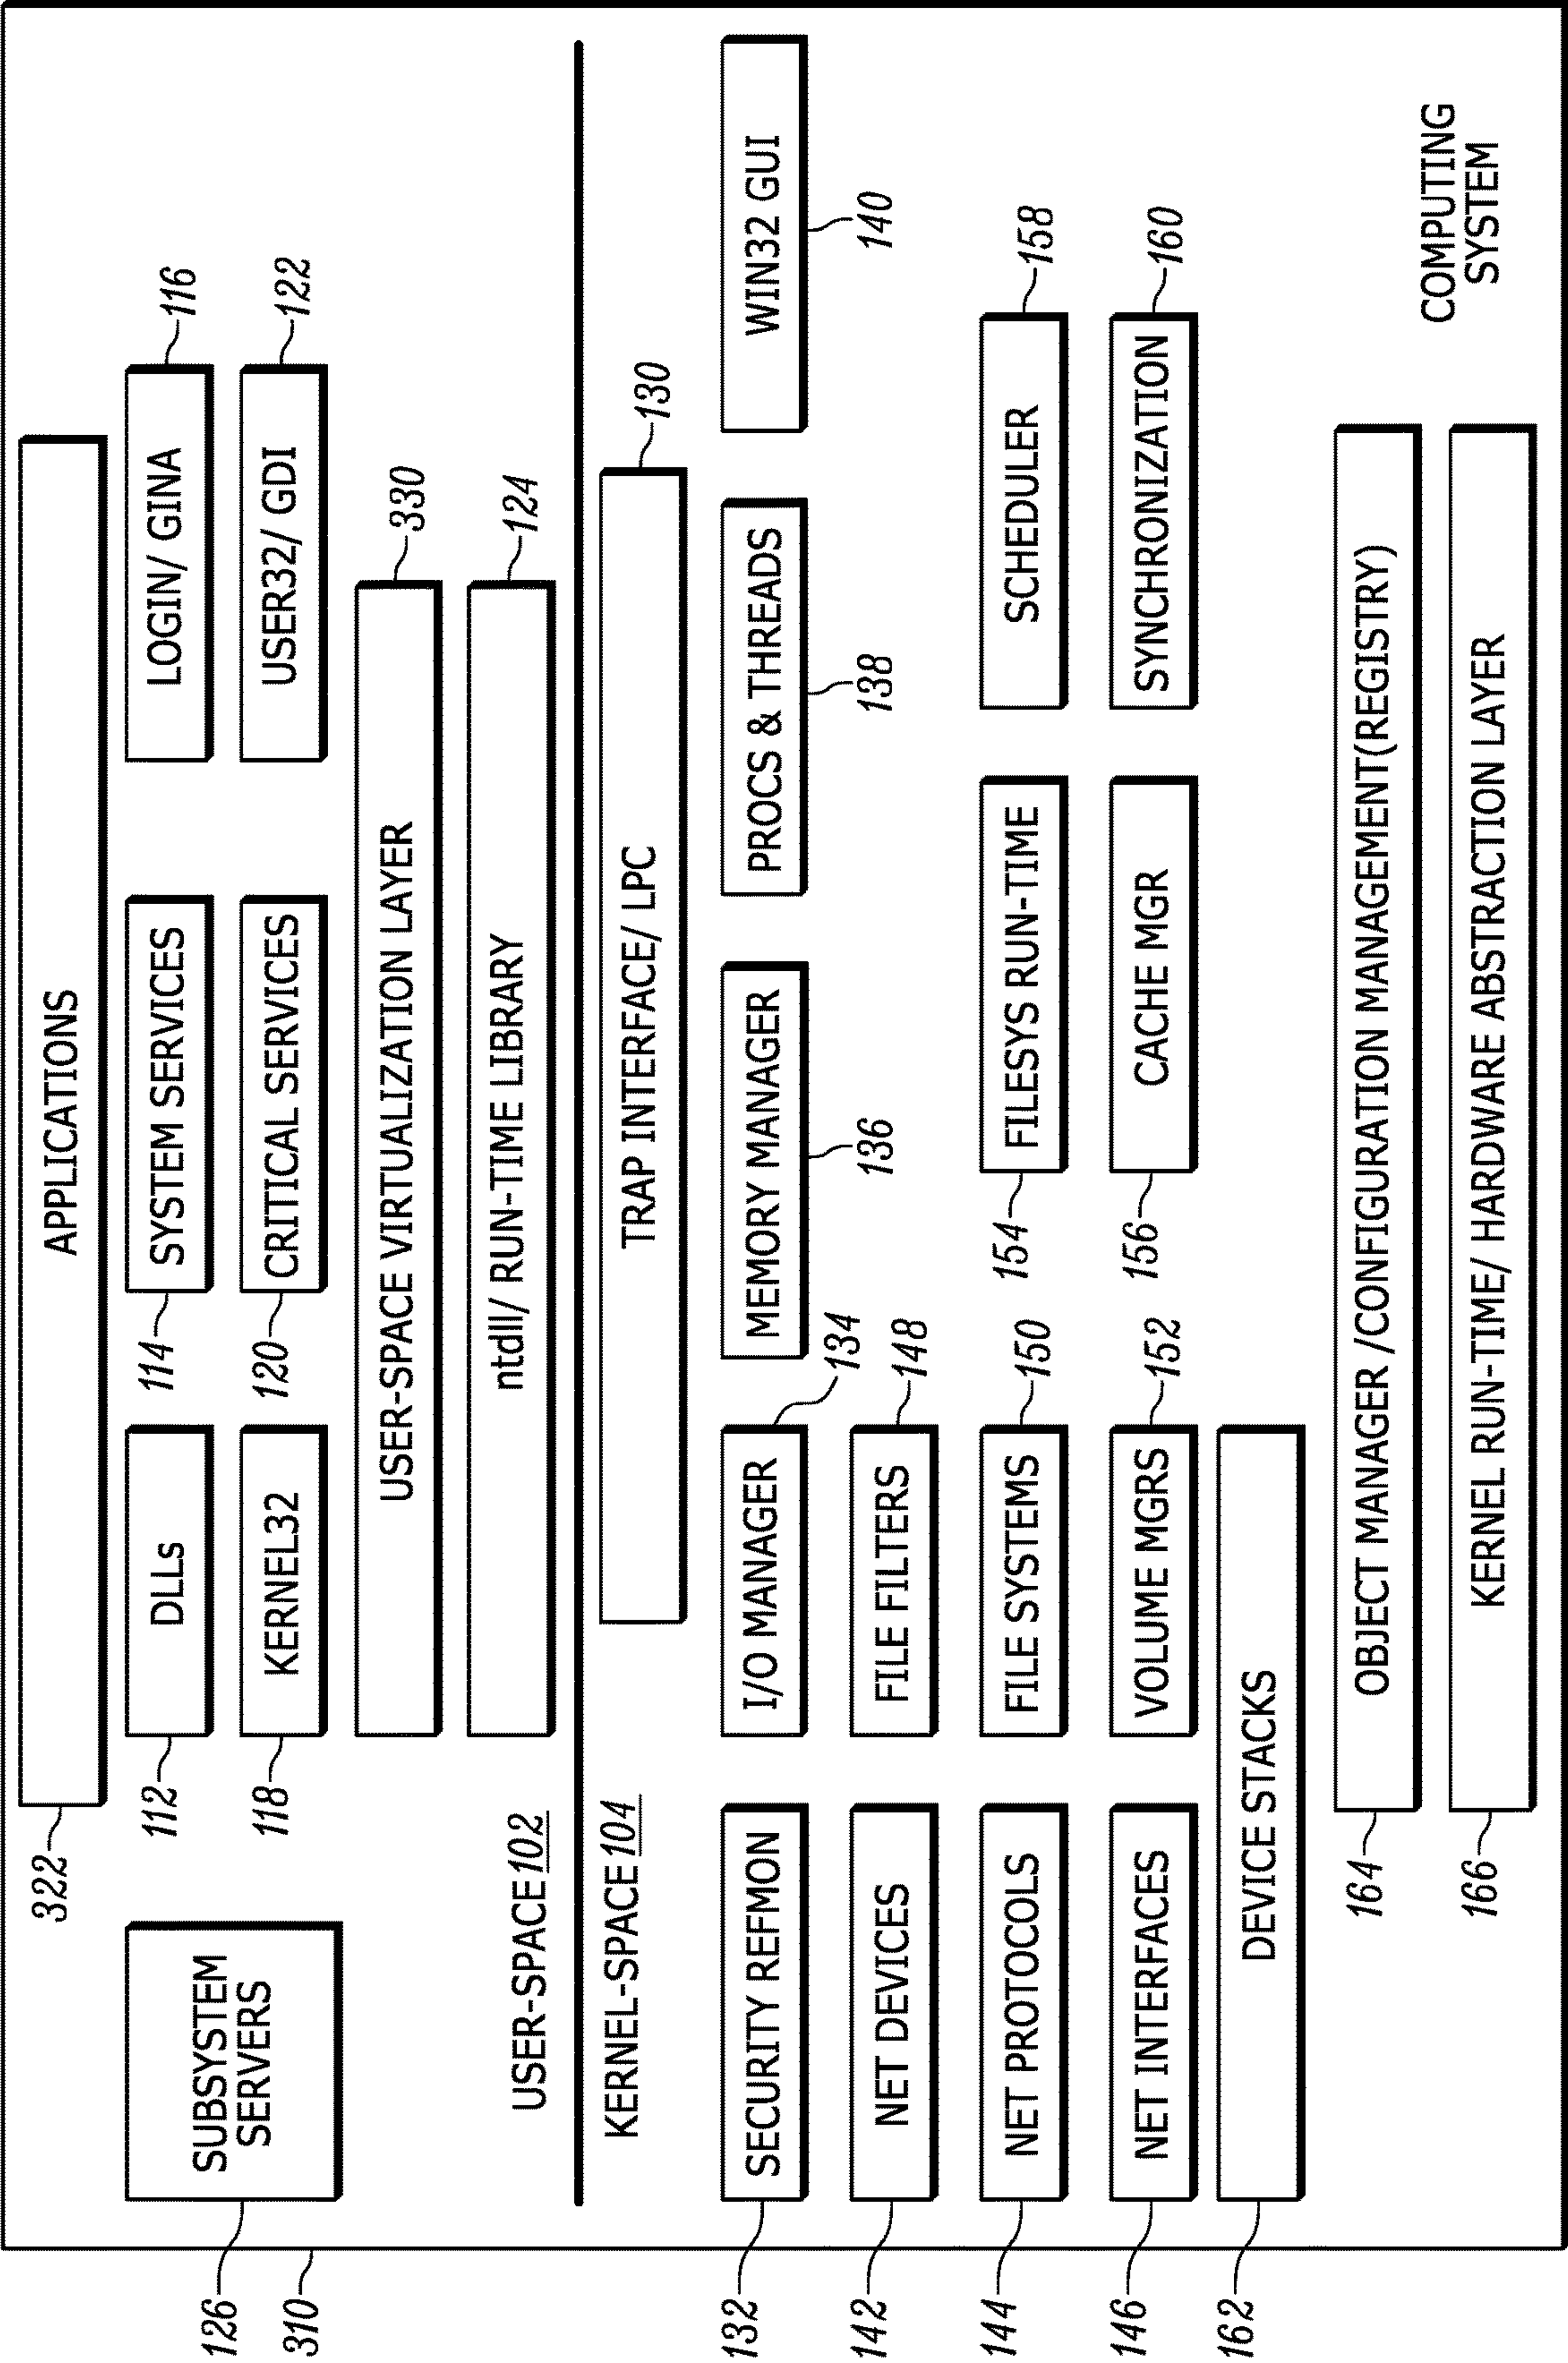 322
APPLICATIONS
126
SUBSYSTEM
SERVERS
310
112
DLLs
114
SYSTEM SERVICES
LOGIN/ GINA
116
118
KERNEL32
120
CRITICAL SERVICES
USER32/ GDI
122
USER-SPACE VIRTUALIZATION LAYER
330
ntdll/ RUN-TIME LIBRARY
124
USER-SPACE 102
KERNEL-SPACE 104
TRAP INTERFACE/ LPC
130
132
SECURITY REFMON
I/O MANAGER
134
MEMORY MANAGER
136
PROCS & THREADS
138
WIN32 GUI
140
142
NET DEVICES
FILE FILTERS
148
144
NET PROTOCOLS
FILE SYSTEMS
150
154
FILESYS RUN-TIME
SCHEDULER
158
146
NET INTERFACES
VOLUME MGRS
152
156
CACHE MGR
SYNCHRONIZATION
160
162
DEVICE STACKS
164
OBJECT MANAGER /CONFIGURATION MANAGEMENT(REGISTRY)
166
KERNEL RUN-TIME/ HARDWARE ABSTRACTION LAYER
COMPUTING
SYSTEM